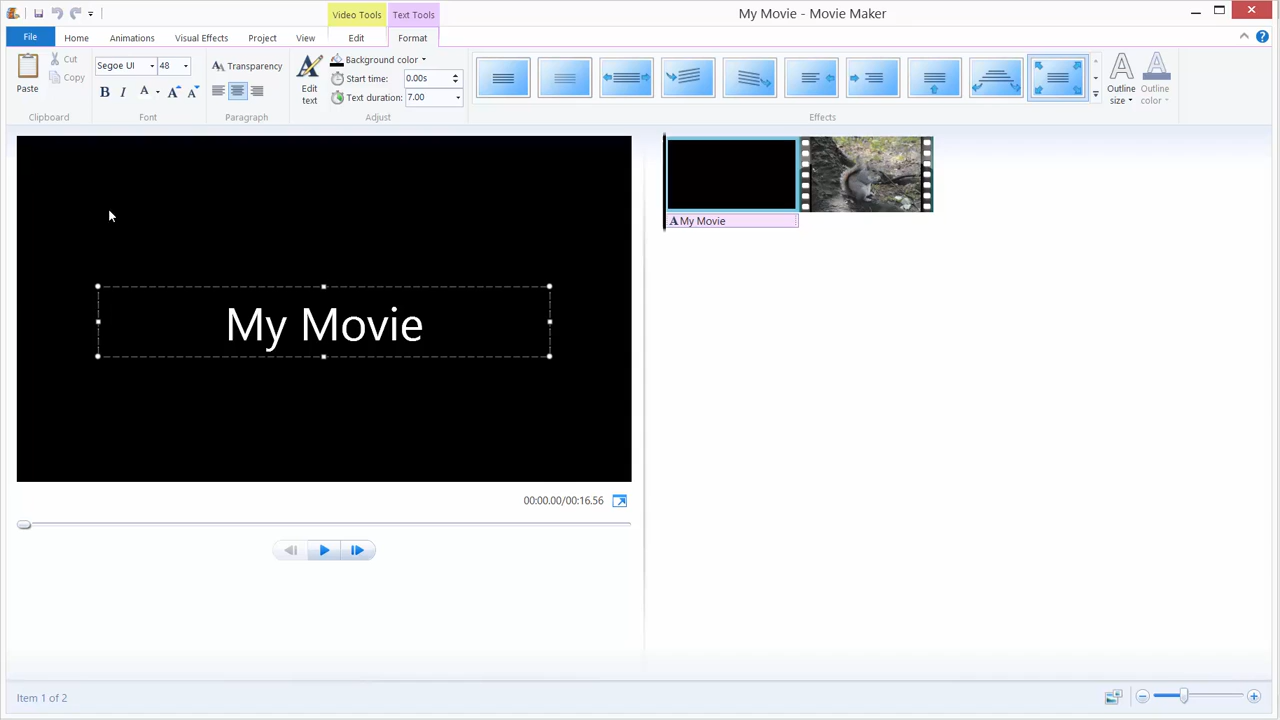 Video Tools Text Tools My Movie - Movie Maker
File Home Animations Visual Effects Project View Edit Format
Paste Cut Copy
Clipboard
Segoe UI 48
B I A A A
Font
Transparency
Paragraph
Edit text
Background color
Start time: 0.00s
Text duration: 7.00
Adjust
Effects
Outline size
Outline color
My Movie
A My Movie
00:00.00/00:16.56
Item 1 of 2